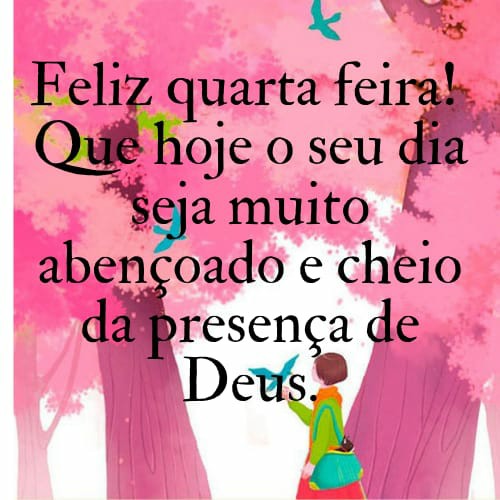 Feliz quarta feira!
Que hoje o seu dia
seja muito
abençoado e cheio
da presença de
Deus.